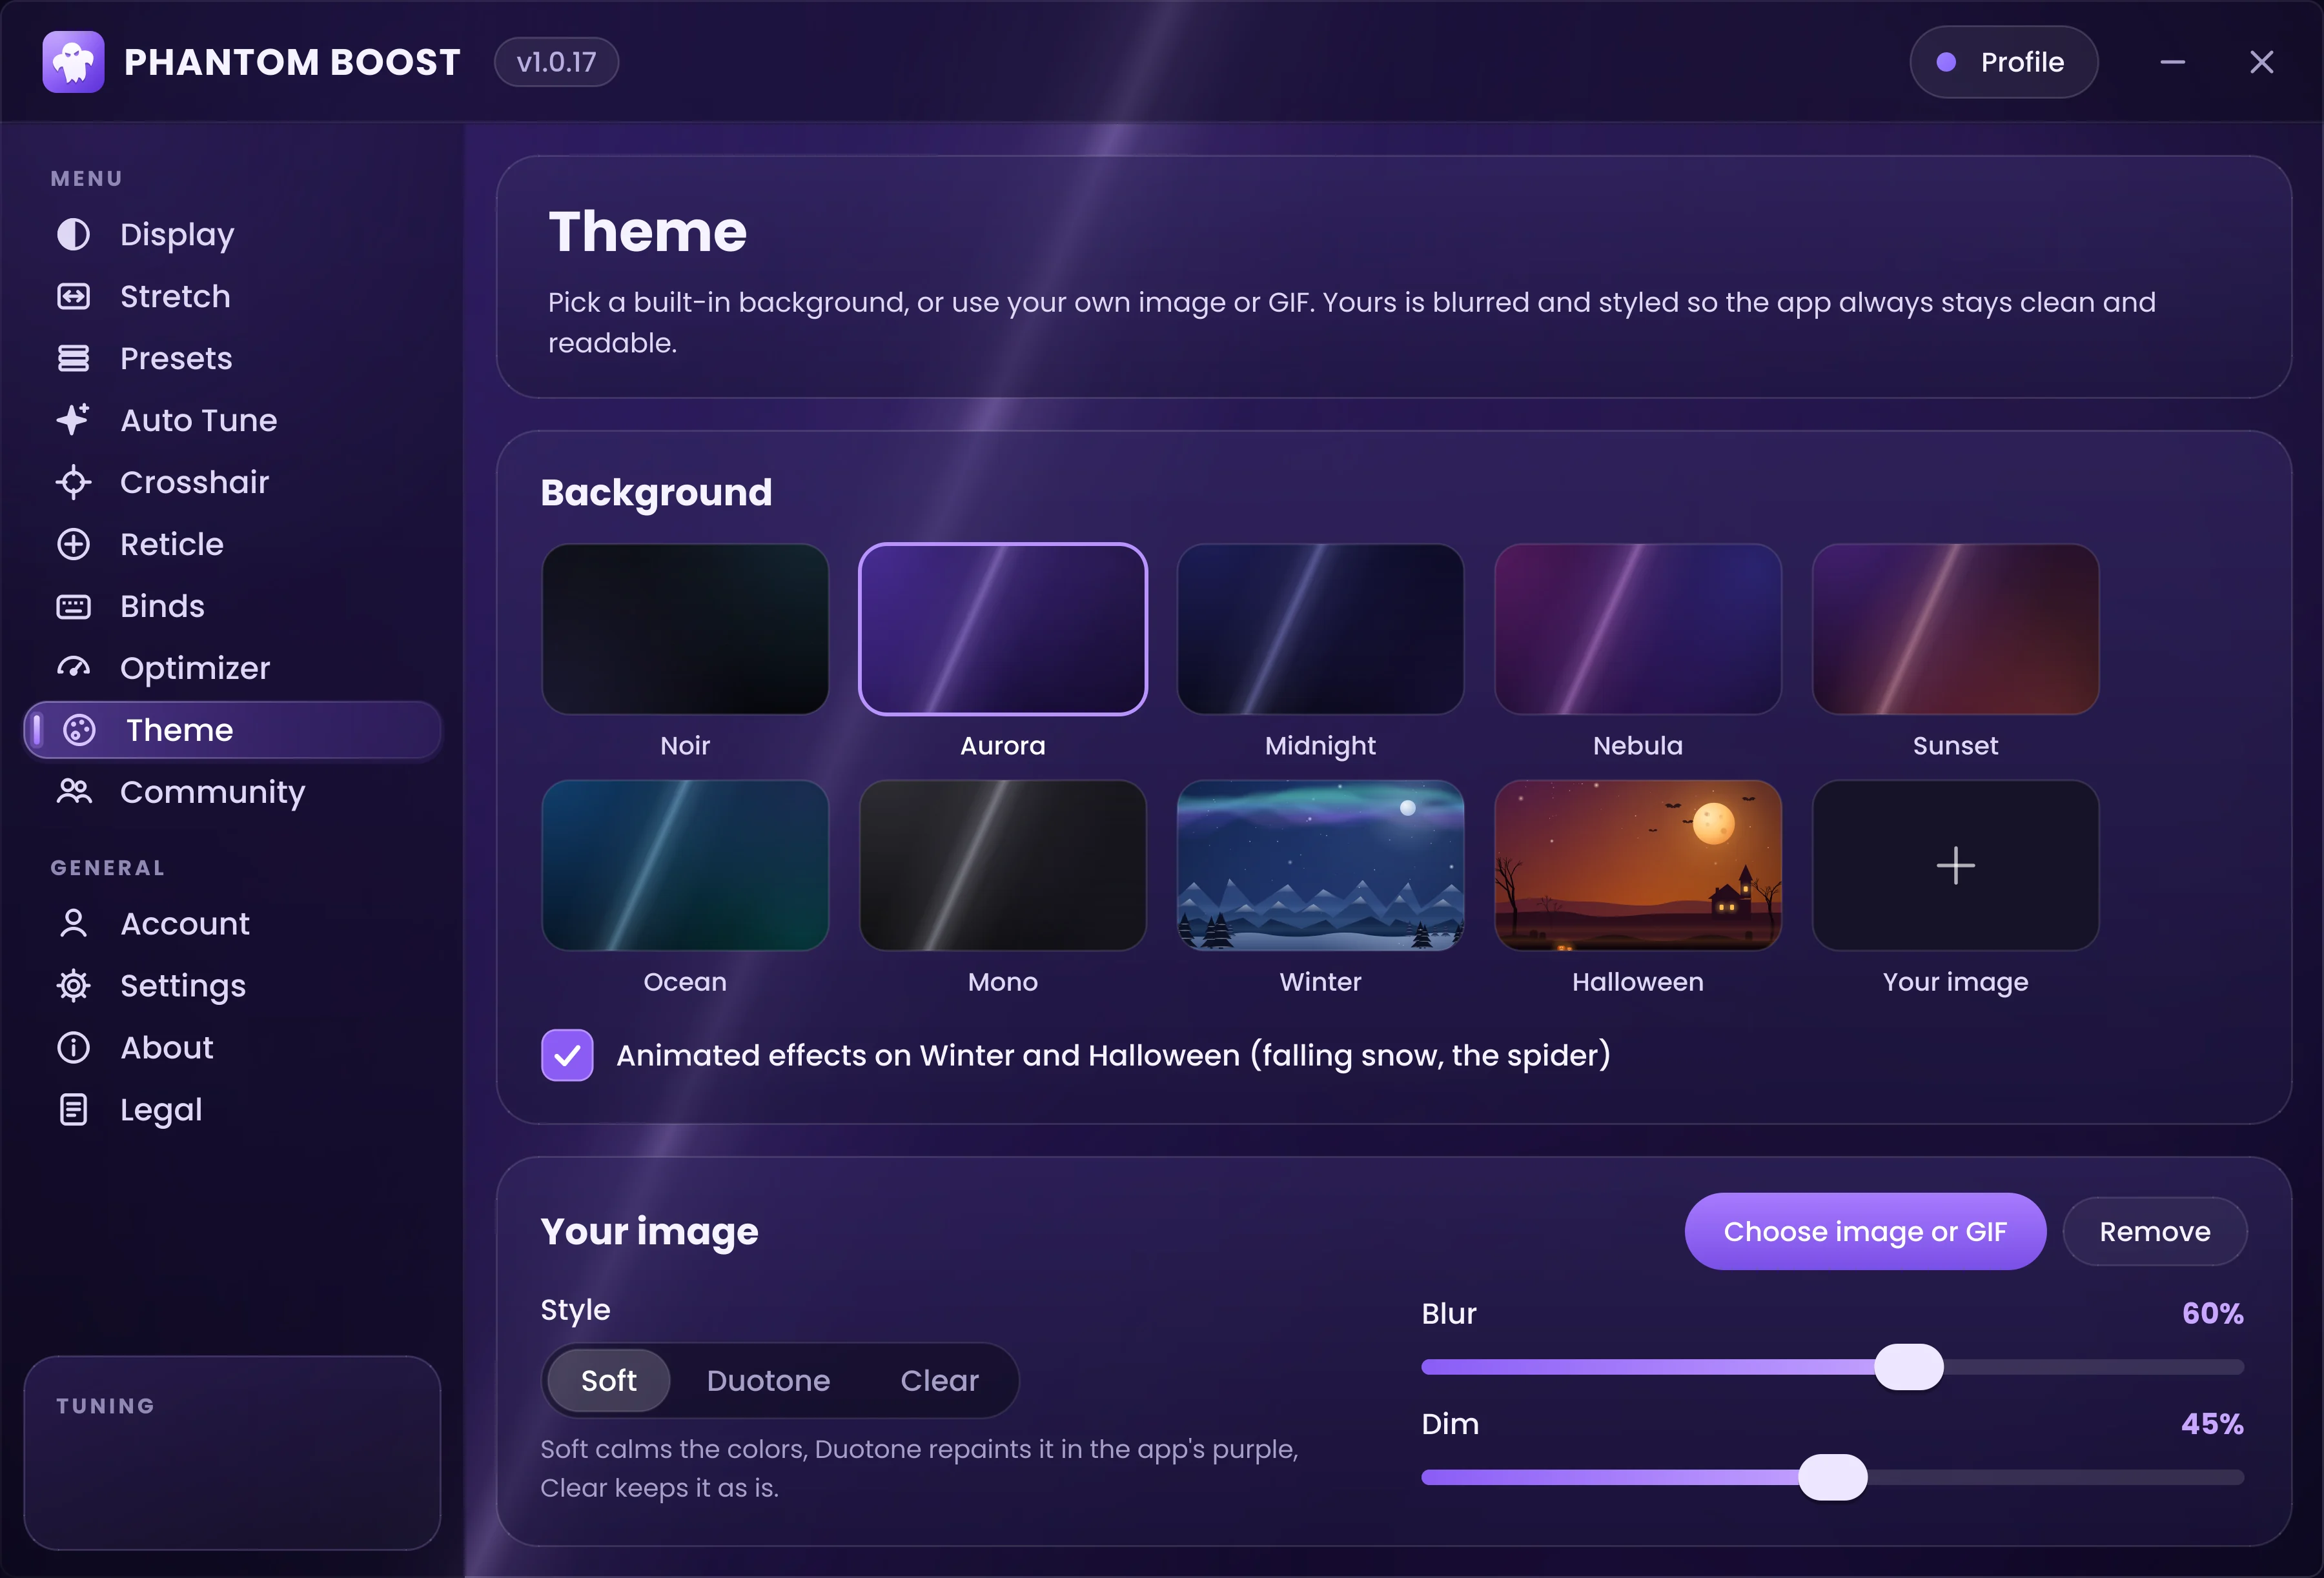 PHANTOM BOOST
v1.0.17
Profile
MENU
Display
Stretch
Presets
Auto Tune
Crosshair
Reticle
Binds
Optimizer
Theme
Community
GENERAL
Account
Settings
About
Legal
TUNING
Theme
Pick a built-in background, or use your own image or GIF. Yours is blurred and styled so the app always stays clean and
readable.
Background
Noir
Aurora
Midnight
Nebula
Sunset
Ocean
Mono
Winter
Halloween
Your image
Animated effects on Winter and Halloween (falling snow, the spider)
Your image
Choose image or GIF
Remove
Style
Soft
Duotone
Clear
Soft calms the colors, Duotone repaints it in the app's purple,
Clear keeps it as is.
Blur
60%
Dim
45%